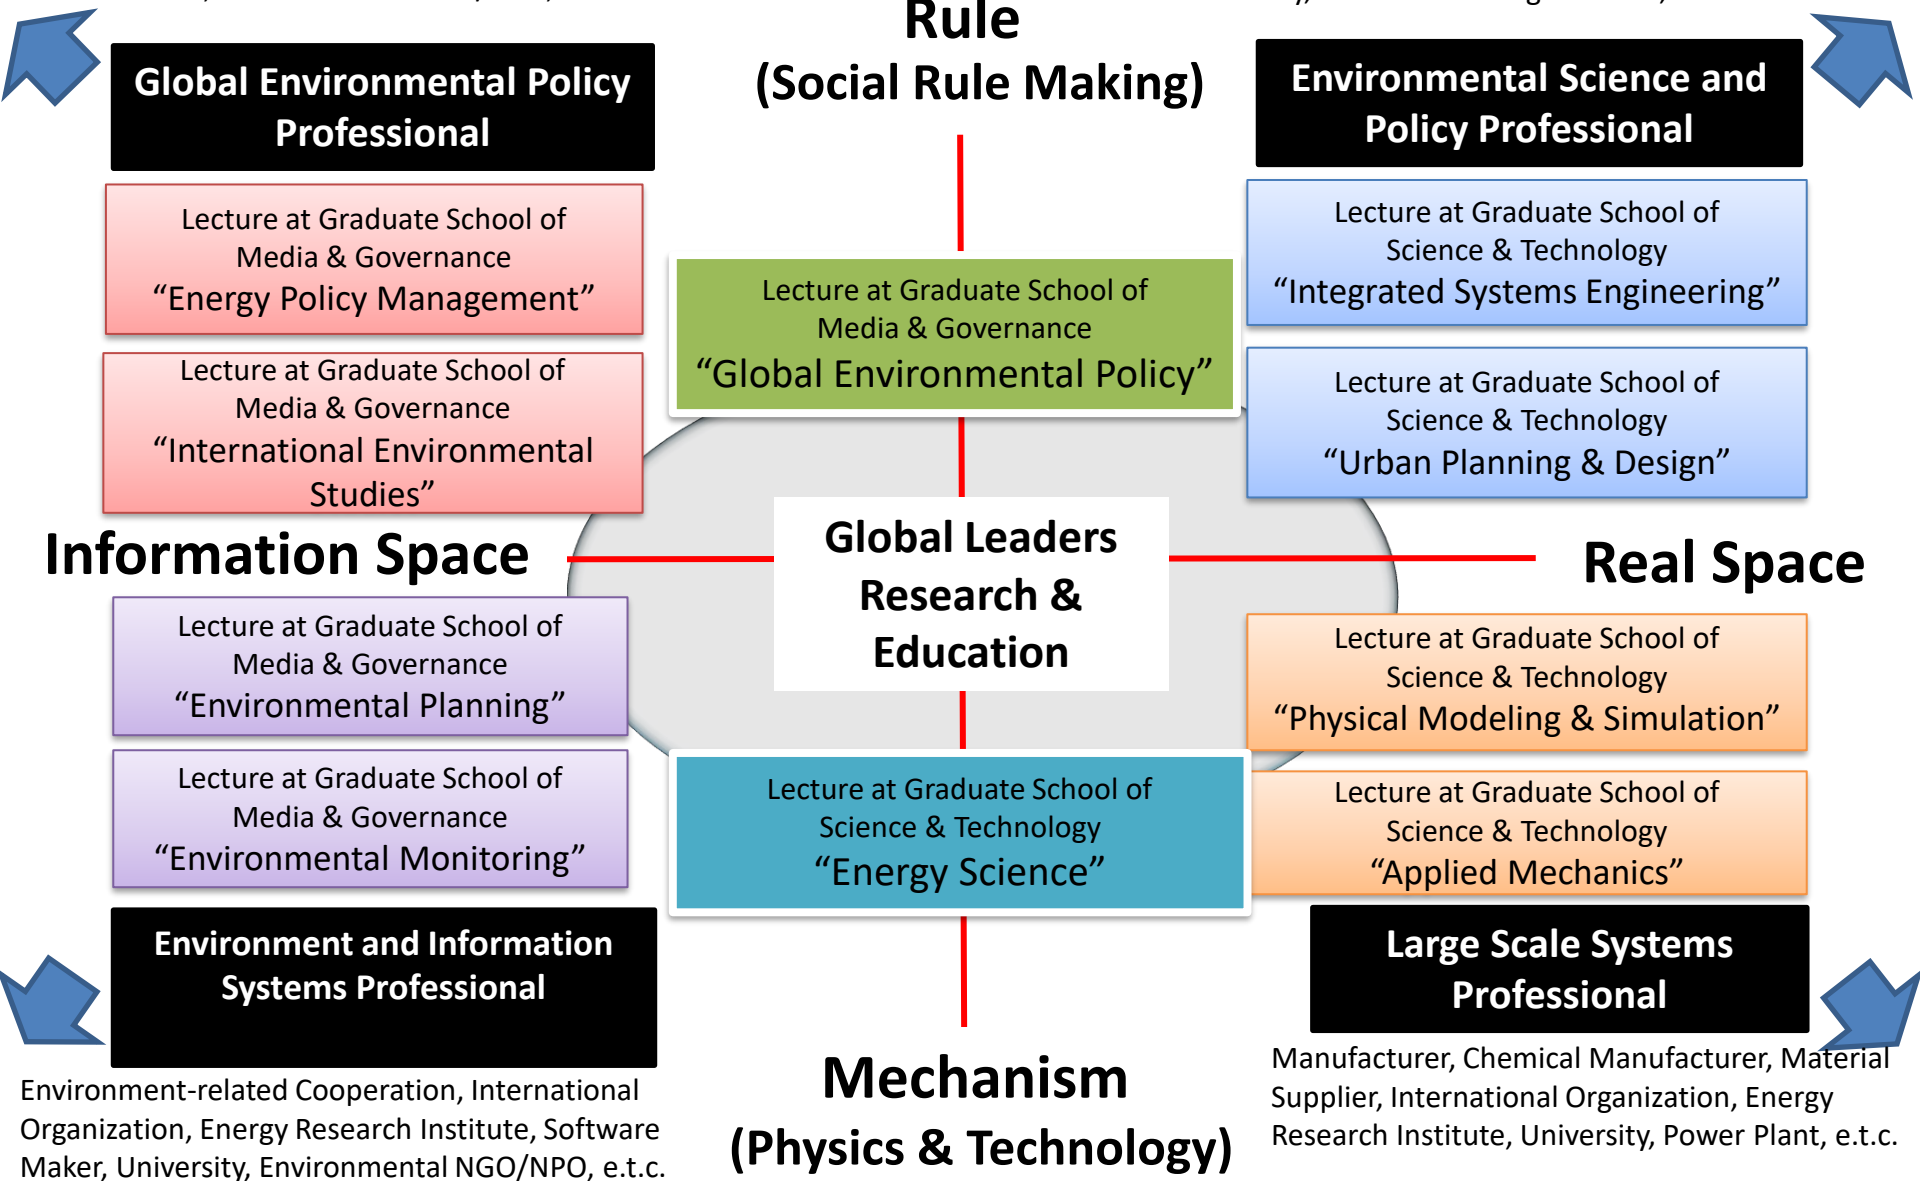 Rule
(Social Rule Making)
Global Environmental Policy
Professional
Environmental Science and
Policy Professional
Lecture at Graduate School of
Media & Governance
“Energy Policy Management”
Lecture at Graduate School of
Science & Technology
“Integrated Systems Engineering”
Lecture at Graduate School of
Media & Governance
“Global Environmental Policy”
Lecture at Graduate School of
Media & Governance
“International Environmental
Studies”
Lecture at Graduate School of
Science & Technology
“Urban Planning & Design”
Information Space
Global Leaders
Research &
Education
Real Space
Lecture at Graduate School of
Media & Governance
“Environmental Planning”
Lecture at Graduate School of
Science & Technology
“Physical Modeling & Simulation”
Lecture at Graduate School of
Media & Governance
“Environmental Monitoring”
Lecture at Graduate School of
Science & Technology
“Energy Science”
Lecture at Graduate School of
Science & Technology
“Applied Mechanics”
Environment and Information
Systems Professional
Large Scale Systems
Professional
Environment-related Cooperation, International
Organization, Energy Research Institute, Software
Maker, University, Environmental NGO/NPO, e.t.c.
Mechanism
(Physics & Technology)
Manufacturer, Chemical Manufacturer, Material
Supplier, International Organization, Energy
Research Institute, University, Power Plant, e.t.c.